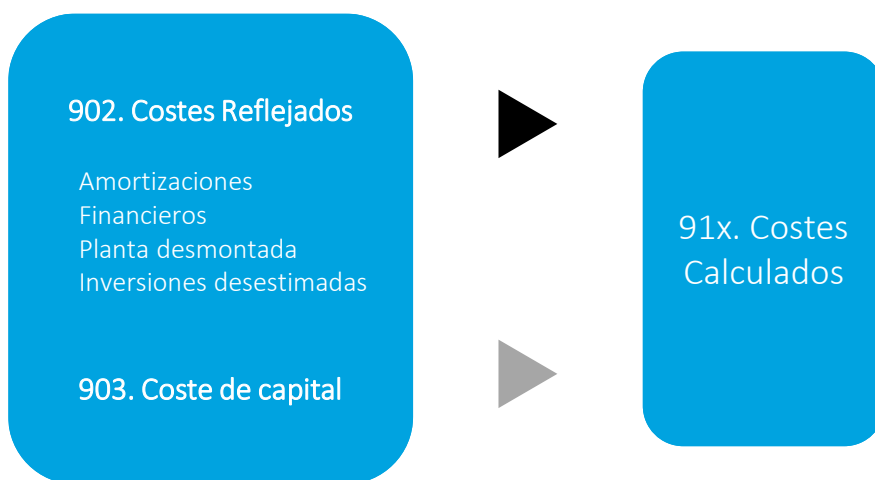 902. Costes Reflejados
Amortizaciones
Financieros
Planta desmontada
Inversiones desestimadas
903. Coste de capital
91x. Costes
Calculados